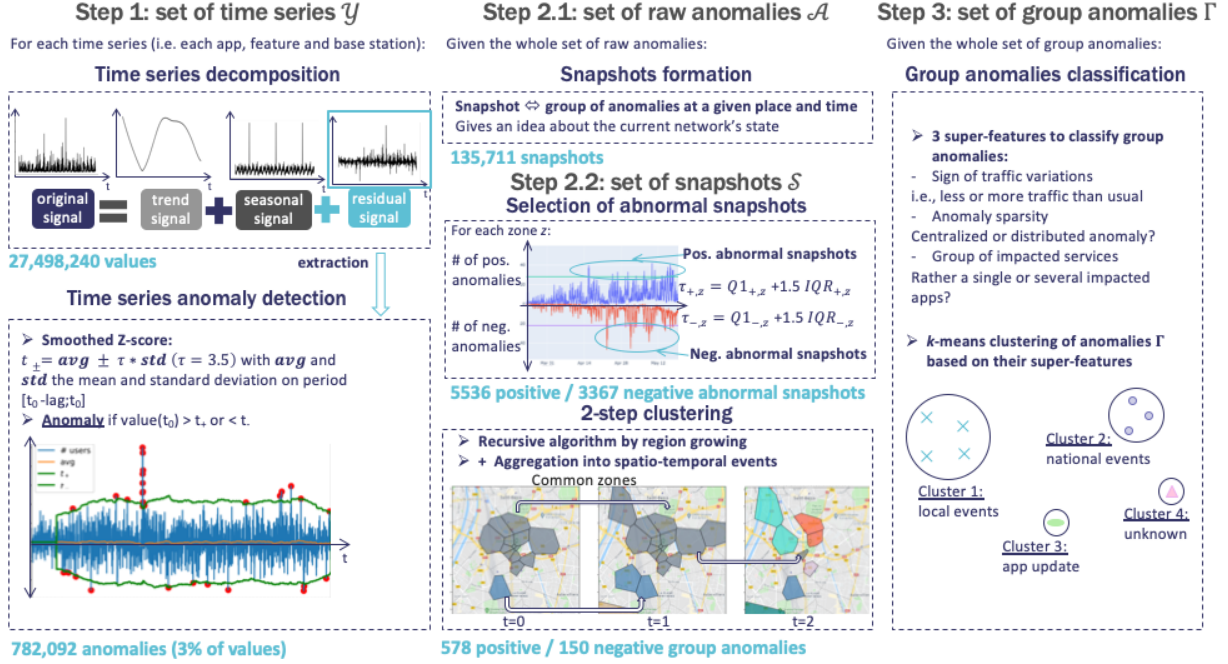 Step 1: set of time series 𝒴
For each time series (i.e. each app, feature and base station):
Time series decomposition
t
t
t
t
original signal
=
trend signal
+
seasonal signal
+
residual signal
27,498,240 values
extraction
Time series anomaly detection
➢ Smoothed Z-score:
t ± = avg ± τ * std (τ = 3.5) with avg and
std the mean and standard deviation on period
[t₀-lag;t₀]
➢ Anomaly if value(t₀) > t₊ or < t.
# users
avg
t₊
t
782,092 anomalies (3% of values)
Step 2.1: set of raw anomalies 𝒜
Given the whole set of raw anomalies:
Snapshots formation
Snapshot ⇔ group of anomalies at a given place and time
Gives an idea about the current network's state
135,711 snapshots
Step 2.2: set of snapshots 𝒮
Selection of abnormal snapshots
For each zone z:
# of pos. anomalies
Pos. abnormal snapshots
τ₊,z = Q1₊,z +1.5 IQR₊,z
τ₋,z = Q1₋,z +1.5 IQR₋,z
# of neg. anomalies
Neg. abnormal snapshots
5536 positive / 3367 negative abnormal snapshots
2-step clustering
➢ Recursive algorithm by region growing
➢ + Aggregation into spatio-temporal events
Common zones
t=0
t=1
t=2
578 positive / 150 negative group anomalies
Step 3: set of group anomalies Γ
Given the whole set of group anomalies:
Group anomalies classification
➢ 3 super-features to classify group
anomalies:
- Sign of traffic variations
i.e., less or more traffic than usual
- Anomaly sparsity
Centralized or distributed anomaly?
- Group of impacted services
Rather a single or several impacted
apps?
➢ k-means clustering of anomalies Γ
based on their super-features
Cluster 1:
local events
Cluster 2:
national events
Cluster 3:
app update
Cluster 4:
unknown